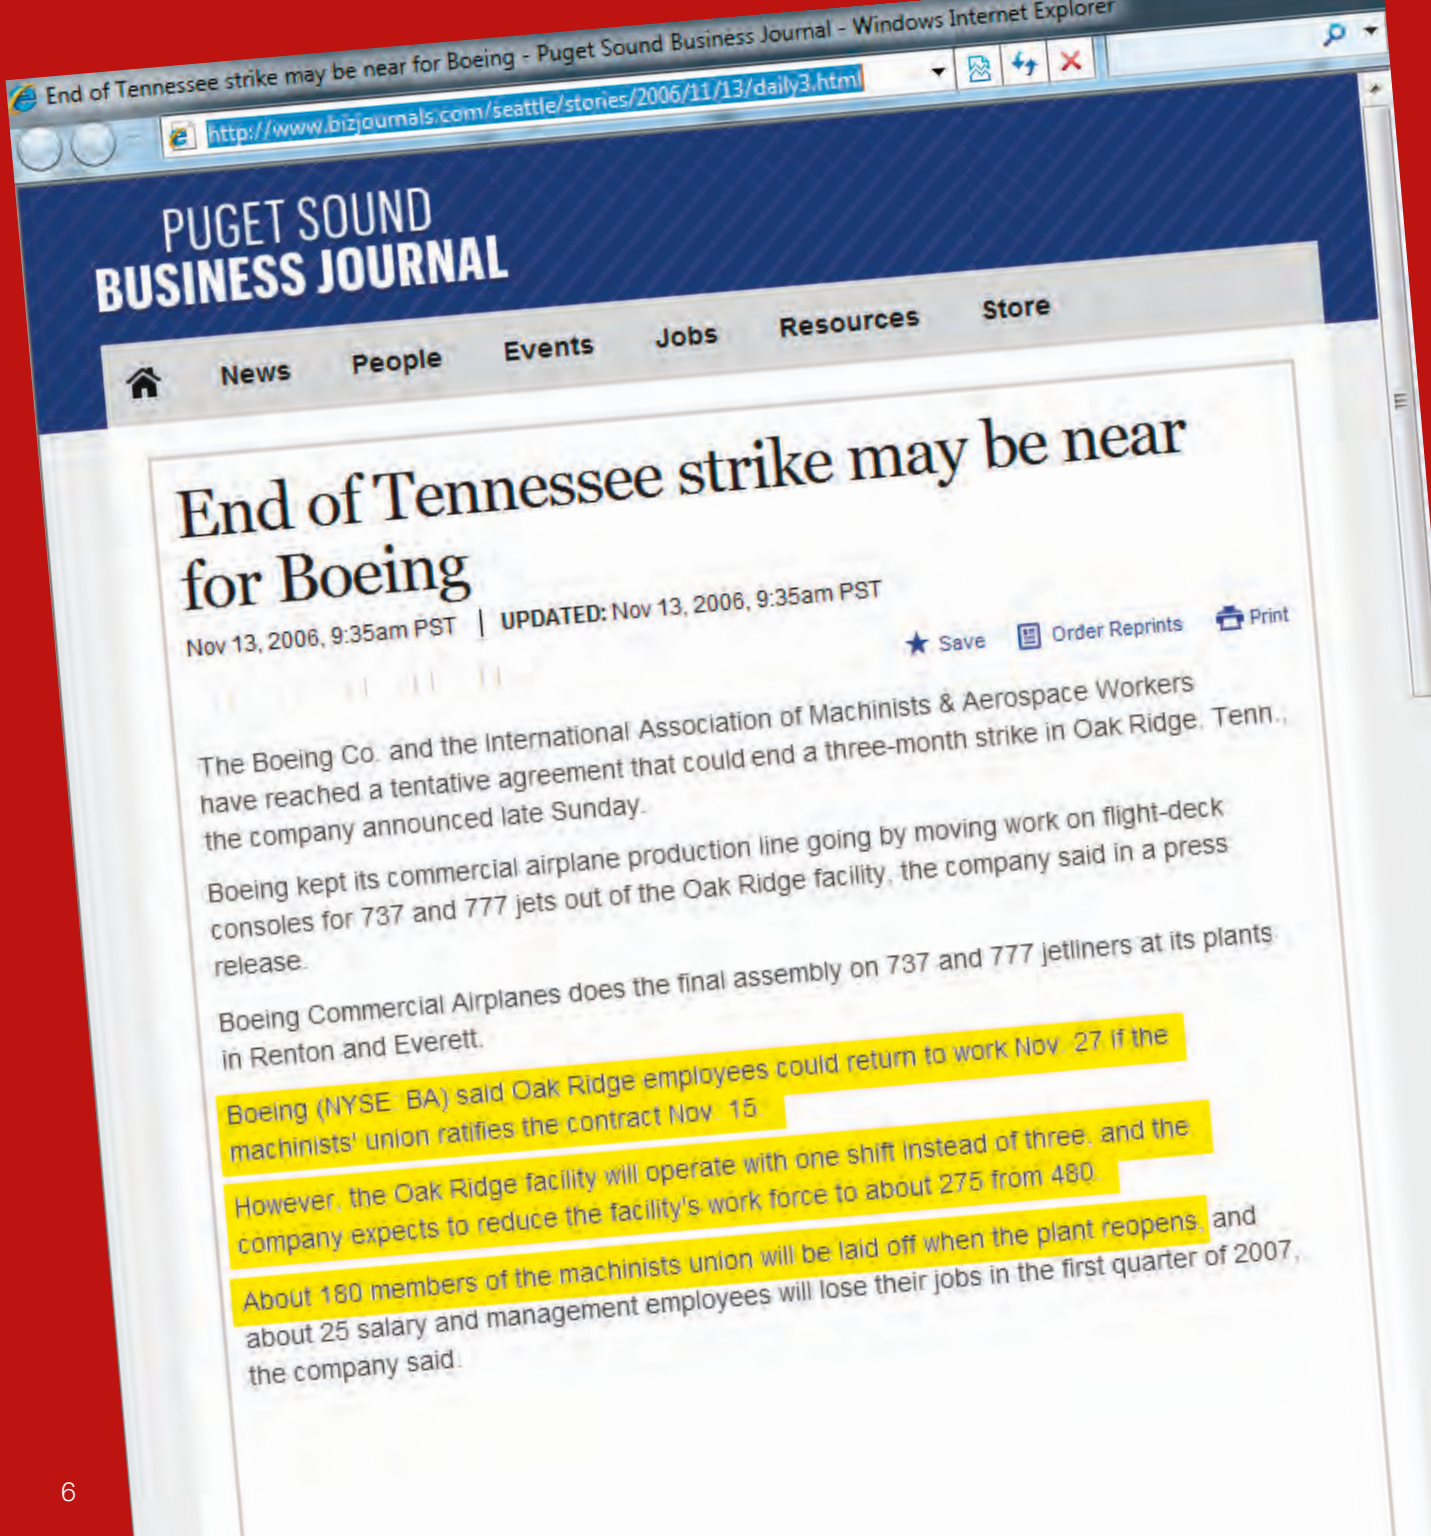 End of Tennessee strike may be near for Boeing - Puget Sound Business Journal - Windows Internet Explorer
http://www.bizjournals.com/seattle/stories/2006/11/13/daily3.html
PUGET SOUND
BUSINESS JOURNAL
News People Events Jobs Resources Store
End of Tennessee strike may be near
for Boeing
Nov 13, 2006, 9:35am PST | UPDATED: Nov 13, 2006, 9:35am PST
Save Order Reprints Print
The Boeing Co. and the International Association of Machinists & Aerospace Workers
have reached a tentative agreement that could end a three-month strike in Oak Ridge, Tenn.,
the company announced late Sunday.
Boeing kept its commercial airplane production line going by moving work on flight-deck
consoles for 737 and 777 jets out of the Oak Ridge facility, the company said in a press
release.
Boeing Commercial Airplanes does the final assembly on 737 and 777 jetliners at its plants
in Renton and Everett.
Boeing (NYSE: BA) said Oak Ridge employees could return to work Nov. 27 if the
machinists' union ratifies the contract Nov. 15.
However, the Oak Ridge facility will operate with one shift instead of three, and the
company expects to reduce the facility's work force to about 275 from 480.
About 180 members of the machinists union will be laid off when the plant reopens, and
about 25 salary and management employees will lose their jobs in the first quarter of 2007,
the company said.
6